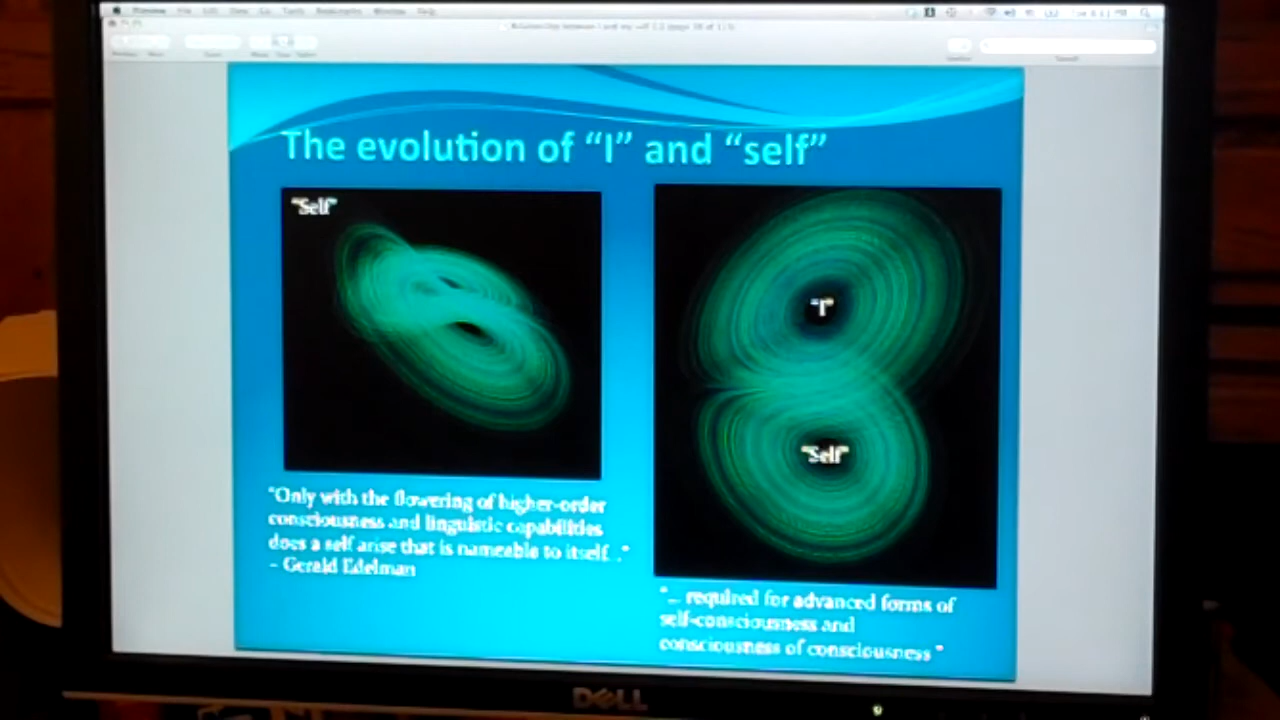 The evolution of “I” and “self”
“Self”
“I”
“Self”
“Only with the flowering of higher-order
consciousness and linguistic capabilities
does a self arise that is nameable to itself...”
– Gerald Edelman
“... required for advanced forms of
self-consciousness and
consciousness of consciousness ”
DELL